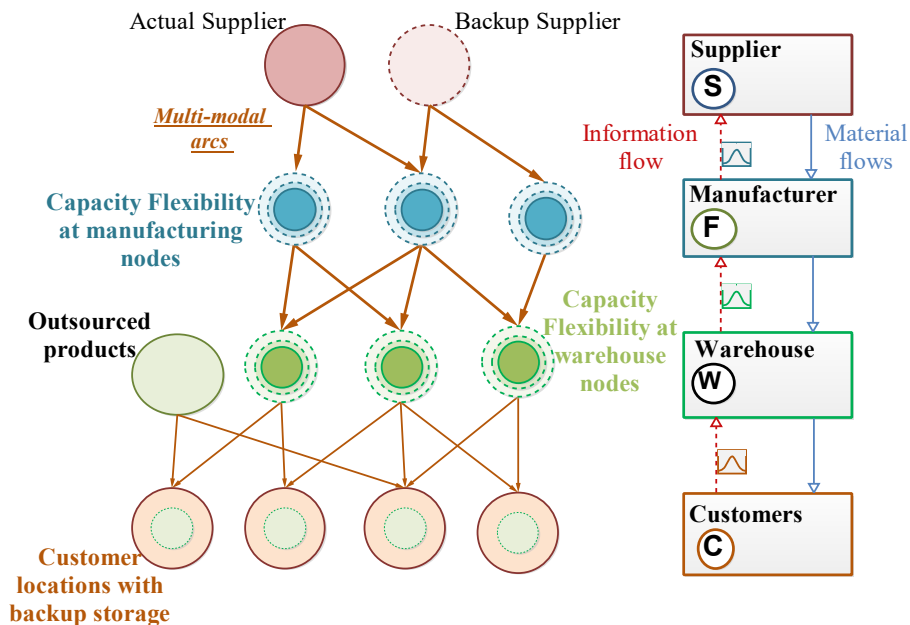 Actual Supplier
Backup Supplier
Multi-modal
arcs
Capacity Flexibility
at manufacturing
nodes
Outsourced
products
Capacity
Flexibility at
warehouse
nodes
Customer
locations with
backup storage
Supplier
S
Information
flow
Material
flows
Manufacturer
F
Warehouse
W
Customers
C